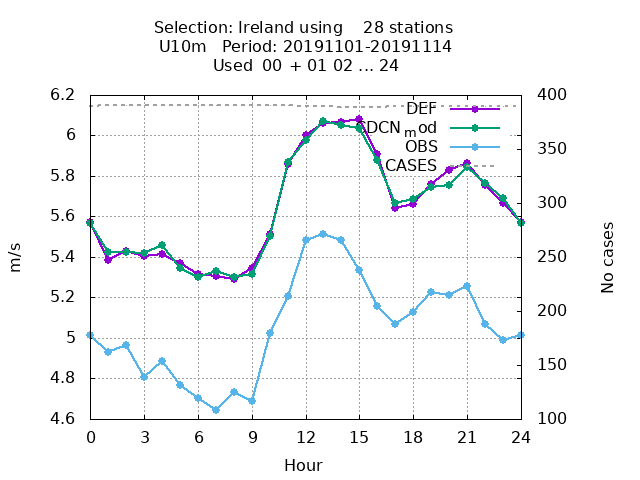 Selection: Ireland using    28 stations
U10m   Period: 20191101-20191114
Used  00 + 01 02 ... 24
6.2
6
5.8
5.6
5.4
5.2
5
4.8
4.6
m/s
400
350
300
250
200
150
100
No cases
DEF
CDCN_mod
OBS
CASES
0 3 6 9 12 15 18 21 24
Hour